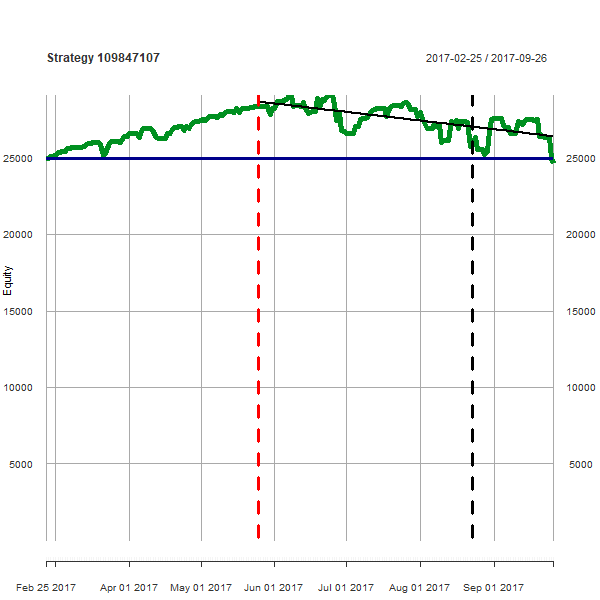 Strategy 109847107
2017-02-25 / 2017-09-26
25000
25000
20000
20000
Equity
15000
15000
10000
10000
5000
5000
Feb 25 2017
Apr 01 2017
May 01 2017
Jun 01 2017
Jul 01 2017
Aug 01 2017
Sep 01 2017